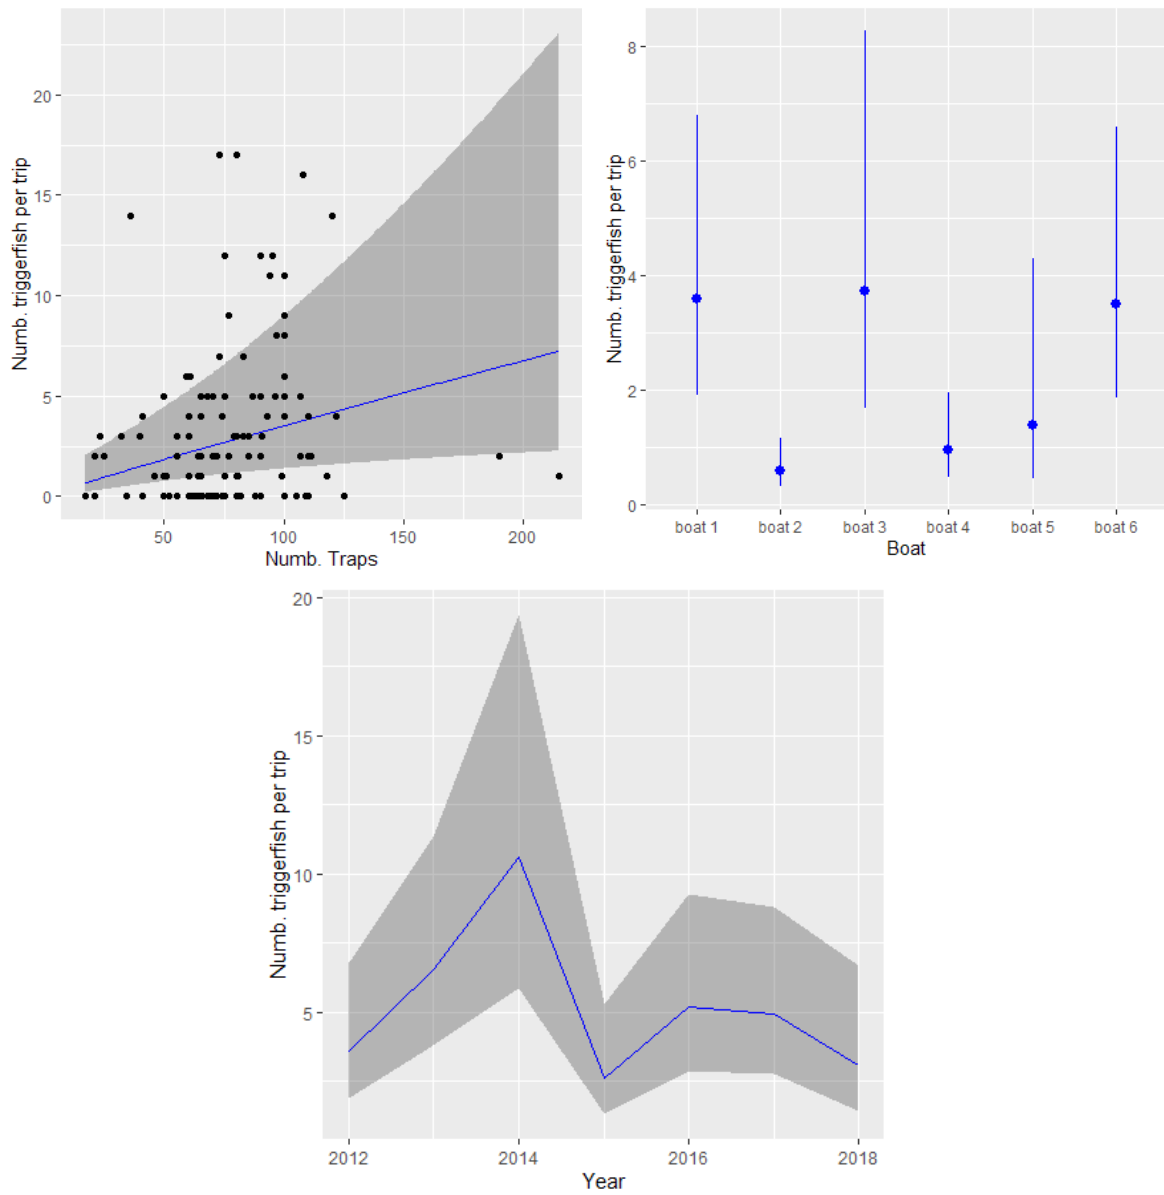 Numb. triggerfish per trip
20
15
10
5
0
50 100 150 200
Numb. Traps
Numb. triggerfish per trip
8
6
4
2
0
boat 1 boat 2 boat 3 boat 4 boat 5 boat 6
Boat
Numb. triggerfish per trip
20
15
10
5
2012 2014 2016 2018
Year